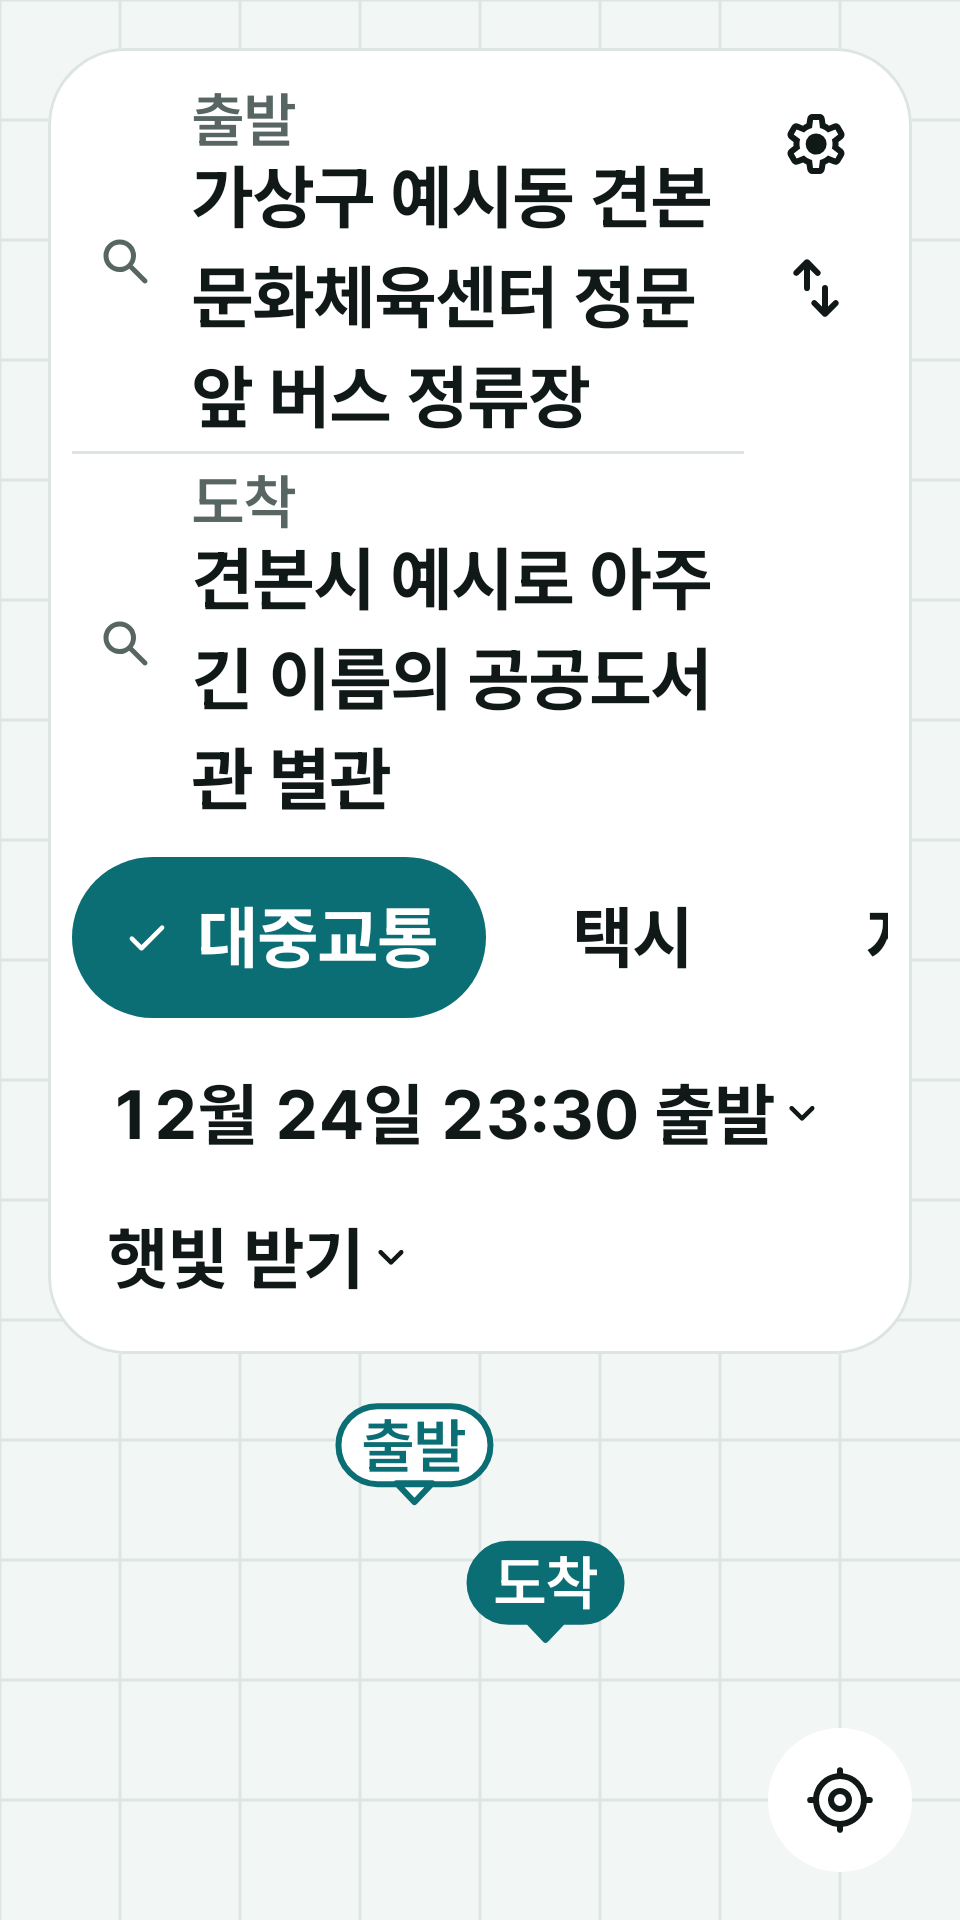 출발
가상구 예시동 견본
문화체육센터 정문
앞 버스 정류장
도착
견본시 예시로 아주
긴 이름의 공공도서
관 별관
대중교통 택시
12월 24일 23:30 출발
햇빛 받기
출발
도착